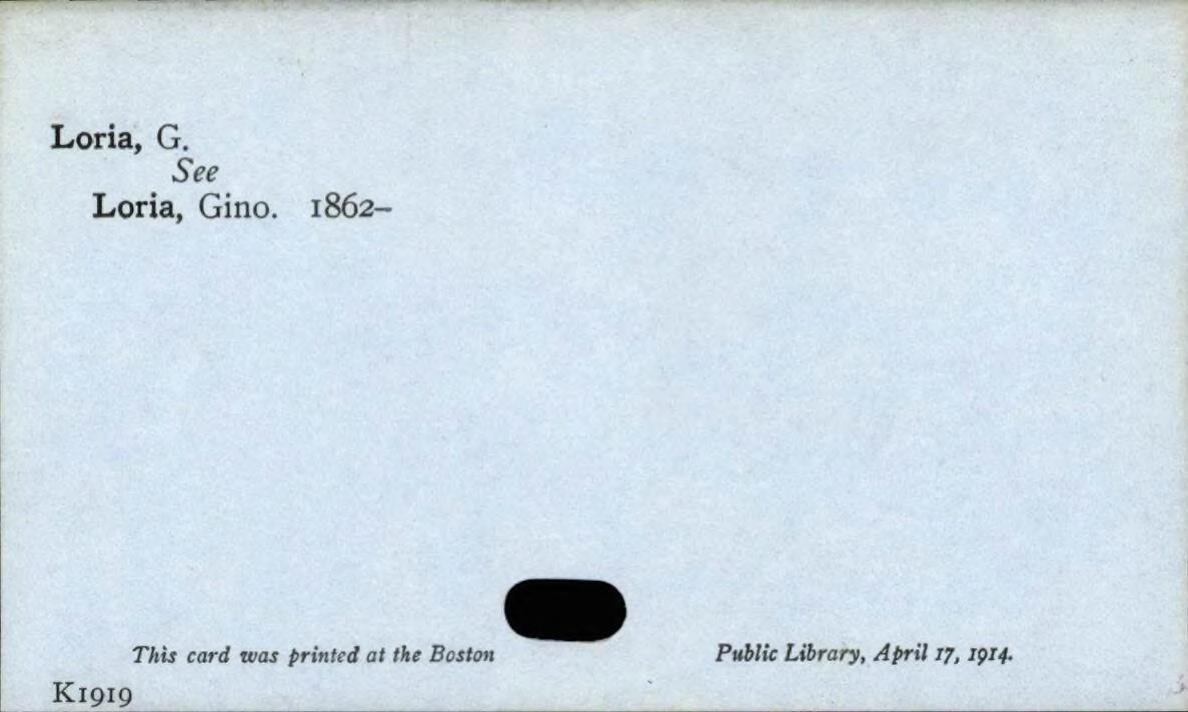 Loria, G.
See
Loria, Gino. 1862–
This card was printed at the Boston Public Library, April 17, 1914.
K1919